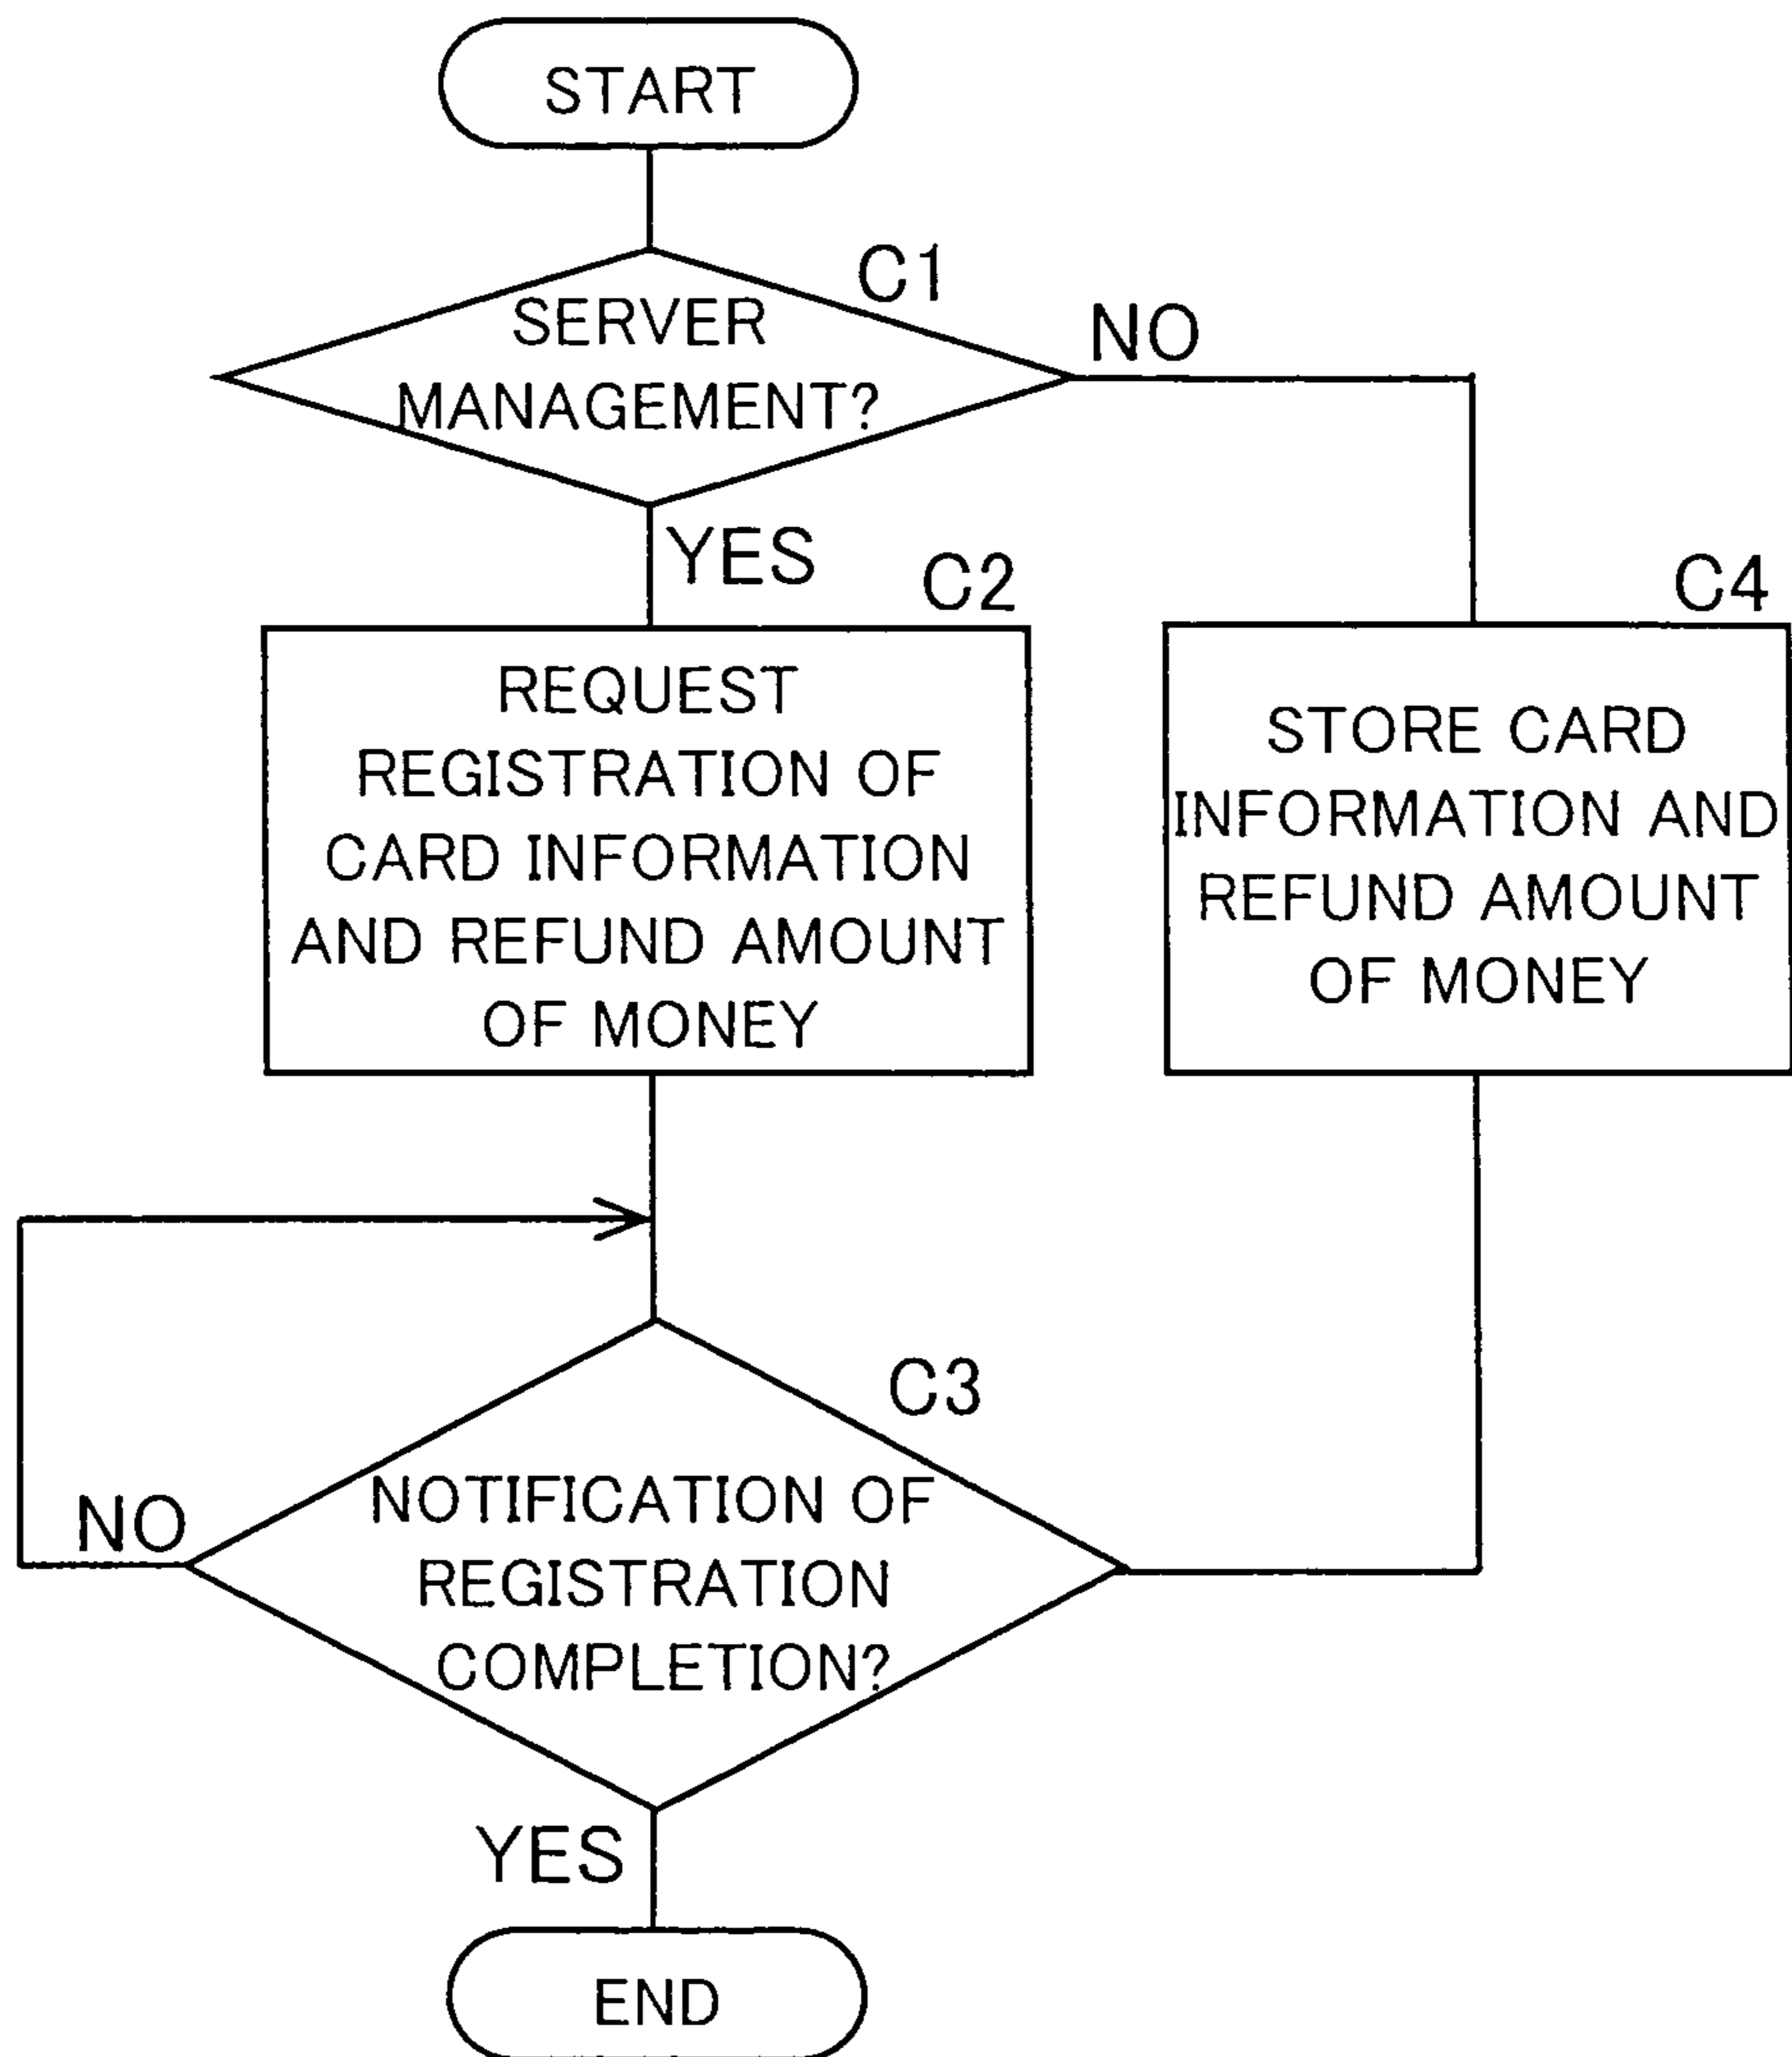 START
C1
SERVER
MANAGEMENT?
NO
YES
C2
REQUEST
REGISTRATION OF
CARD INFORMATION
AND REFUND AMOUNT
OF MONEY
C4
STORE CARD
INFORMATION AND
REFUND AMOUNT
OF MONEY
C3
NOTIFICATION OF
REGISTRATION
COMPLETION?
NO
YES
END